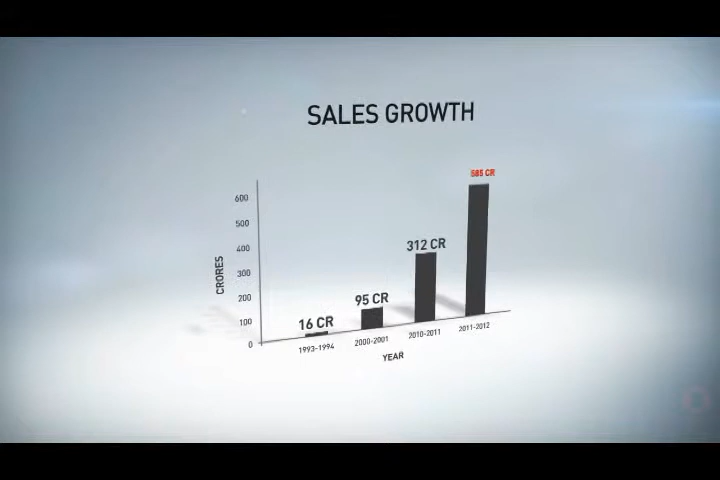 SALES GROWTH
585 CR
600
500
400
300
200
100
0
CRORES
312 CR
95 CR
16 CR
1993-1994
2000-2001
2010-2011
2011-2012
YEAR